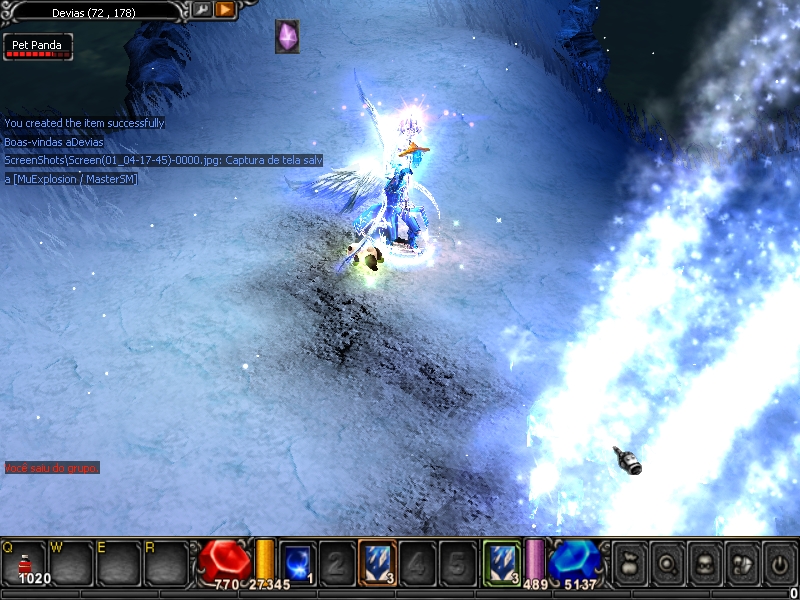 Devias (72 , 178)
Pet Panda
You created the item successfully
Boas-vindas aDevias
ScreenShots\Screen(01_04-17-45)-0000.jpg: Captura de tela salv
a [MuExplosion / MasterSM]
Você saiu do grupo.
Q W E R
1020 770 27345 1 2 3 4 5 3 489 5137
0